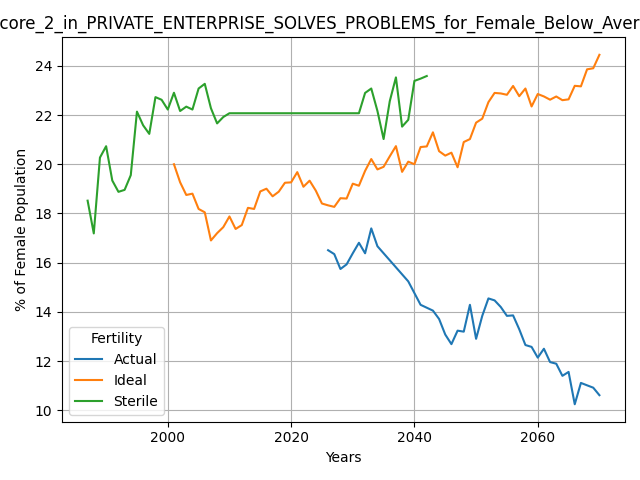 core_2_in_PRIVATE_ENTERPRISE_SOLVES_PROBLEMS_for_Female_Below_Aver
24
22
20
18
16
14
12
10
% of Female Population
Fertility
Actual
Ideal
Sterile
2000 2020 2040 2060
Years